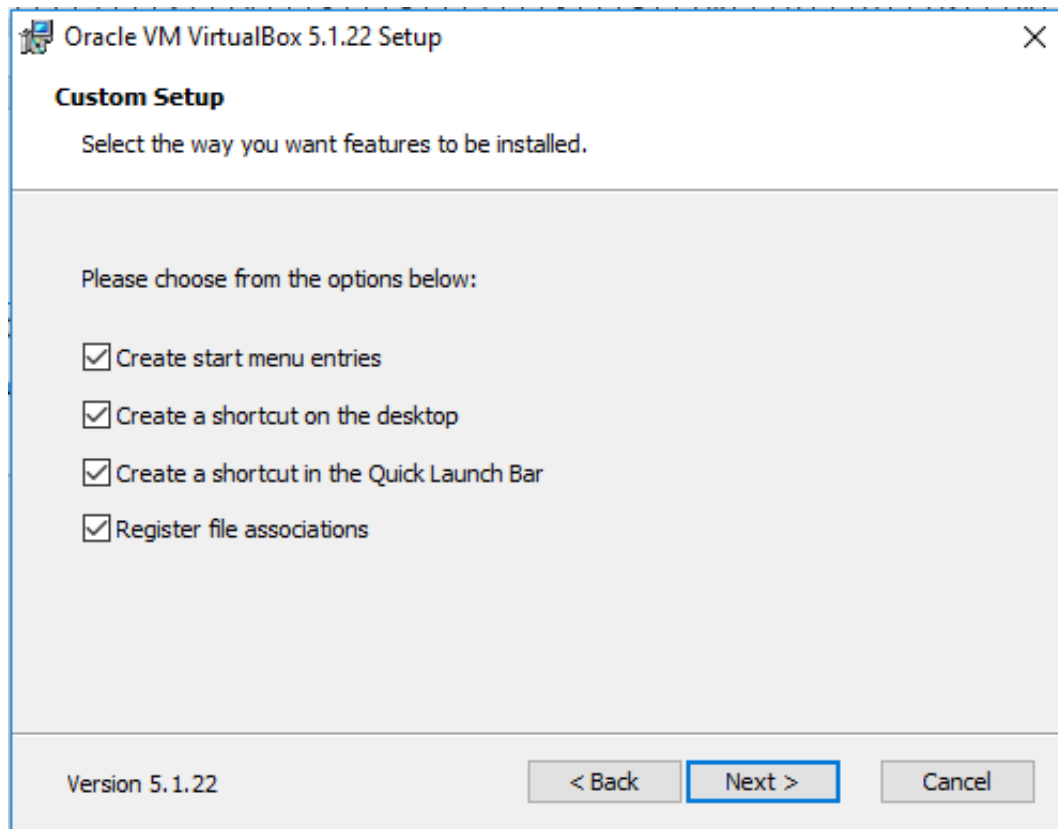 Oracle VM VirtualBox 5.1.22 Setup
Custom Setup
Select the way you want features to be installed.
Please choose from the options below:
Create start menu entries
Create a shortcut on the desktop
Create a shortcut in the Quick Launch Bar
Register file associations
Version 5.1.22
< Back
Next >
Cancel